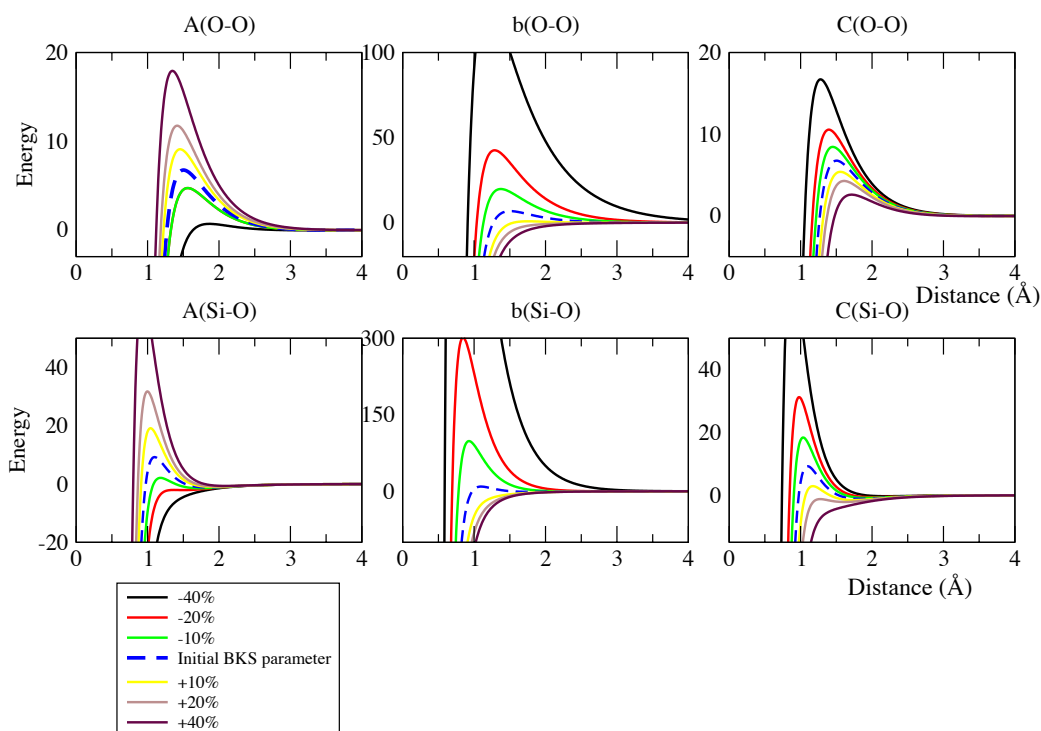 A(O-O) b(O-O) C(O-O)
20 100 20
10 50 10
0 0 0
Energy
0 1 2 3 4 0 1 2 3 4 0 1 2 3 4
Distance (Å)
A(Si-O) b(Si-O) C(Si-O)
40 300 40
20 150 20
0 0 0
-20
Energy
0 1 2 3 4 0 1 2 3 4 0 1 2 3 4
Distance (Å)
-40%
-20%
-10%
Initial BKS parameter
+10%
+20%
+40%